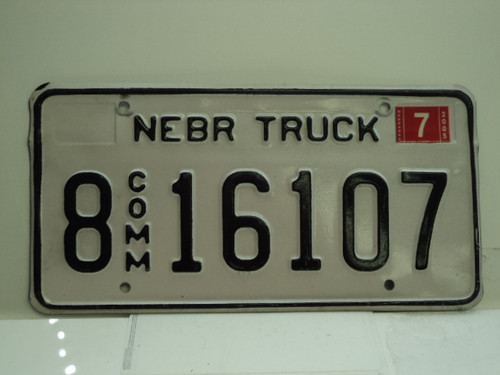 NEBR TRUCK 7
8 COMM 16107